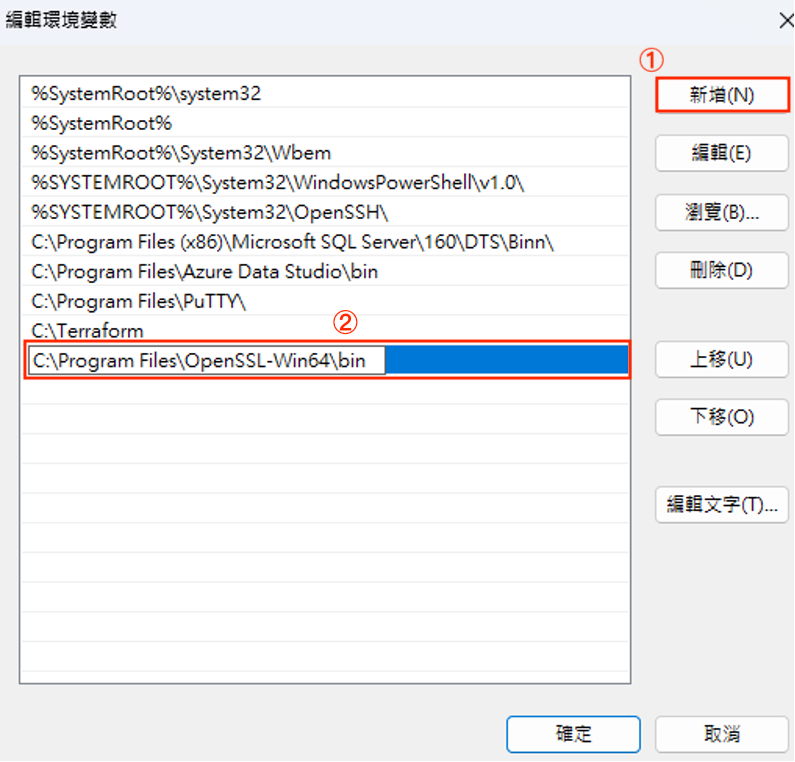 編輯環境變數
①
新增(N)
%SystemRoot%\system32
%SystemRoot%
編輯(E)
%SystemRoot%\System32\Wbem
%SYSTEMROOT%\System32\WindowsPowerShell\v1.0\
瀏覽(B)...
%SYSTEMROOT%\System32\OpenSSH\
C:\Program Files (x86)\Microsoft SQL Server\160\DTS\Binn\
刪除(D)
C:\Program Files\Azure Data Studio\bin
C:\Program Files\PuTTY\
②
C:\Terraform
C:\Program Files\OpenSSL-Win64\bin
上移(U)
下移(O)
編輯文字(T)...
確定
取消